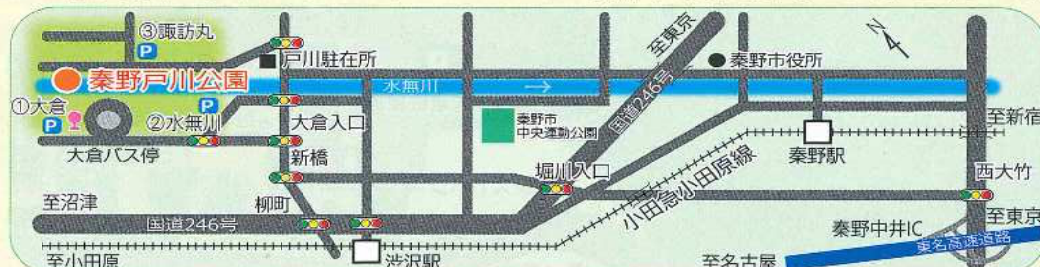 ③諏訪丸
P
戸川駐在所
至東京
N
秦野市役所
秦野戸川公園
水無川
→
国道246号
①大倉
P
P
②水無川
大倉入口
秦野市
中央運動公園
至新宿
大倉バス停
新橋
堀川入口
小田急小田原線
秦野駅
西大竹
至沼津
柳町
国道246号
至東京
秦野中井IC
東名高速道路
至小田原
渋沢駅
至名古屋